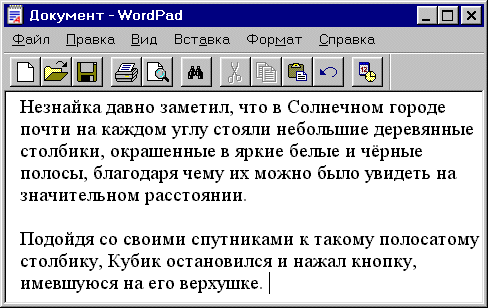 Документ - WordPad
Файл Правка Вид Вставка Формат Справка
Незнайка давно заметил, что в Солнечном городе
почти на каждом углу стояли небольшие деревянные
столбики, окрашенные в яркие белые и чёрные
полосы, благодаря чему их можно было увидеть на
значительном расстоянии.
Подойдя со своими спутниками к такому полосатому
столбику, Кубик остановился и нажал кнопку,
имевшуюся на его верхушке.